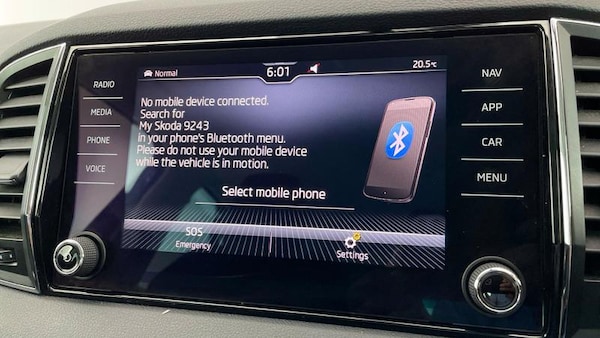 Normal
6:01
20.5°C
RADIO
MEDIA
PHONE
VOICE
No mobile device connected.
Search for
My Skoda 9243
in your phone's Bluetooth menu.
Please do not use your mobile device
while the vehicle is in motion.
Select mobile phone
SOS
Emergency
Settings
NAV
APP
CAR
MENU